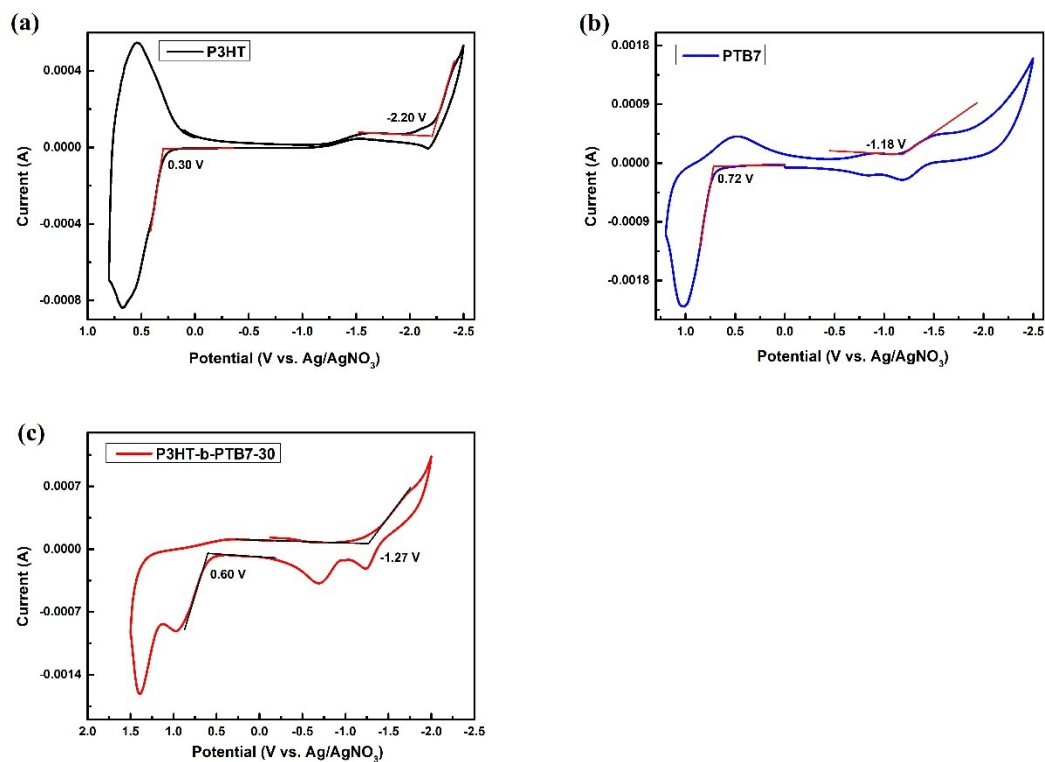 (a)
P3HT
0.0004
0.0000
-0.0004
-0.0008
-2.20 V
0.30 V
1.0 0.5 0.0 -0.5 -1.0 -1.5 -2.0 -2.5
Current (A)
Potential (V vs. Ag/AgNO3)
(b)
PTB7
0.0018
0.0009
0.0000
-0.0009
-0.0018
-1.18 V
0.72 V
1.0 0.5 0.0 -0.5 -1.0 -1.5 -2.0 -2.5
Current (A)
Potential (V vs. Ag/AgNO3)
(c)
P3HT-b-PTB7-30
0.0007
0.0000
-0.0007
-0.0014
0.60 V
-1.27 V
2.0 1.5 1.0 0.5 0.0 -0.5 -1.0 -1.5 -2.0 -2.5
Current (A)
Potential (V vs. Ag/AgNO3)